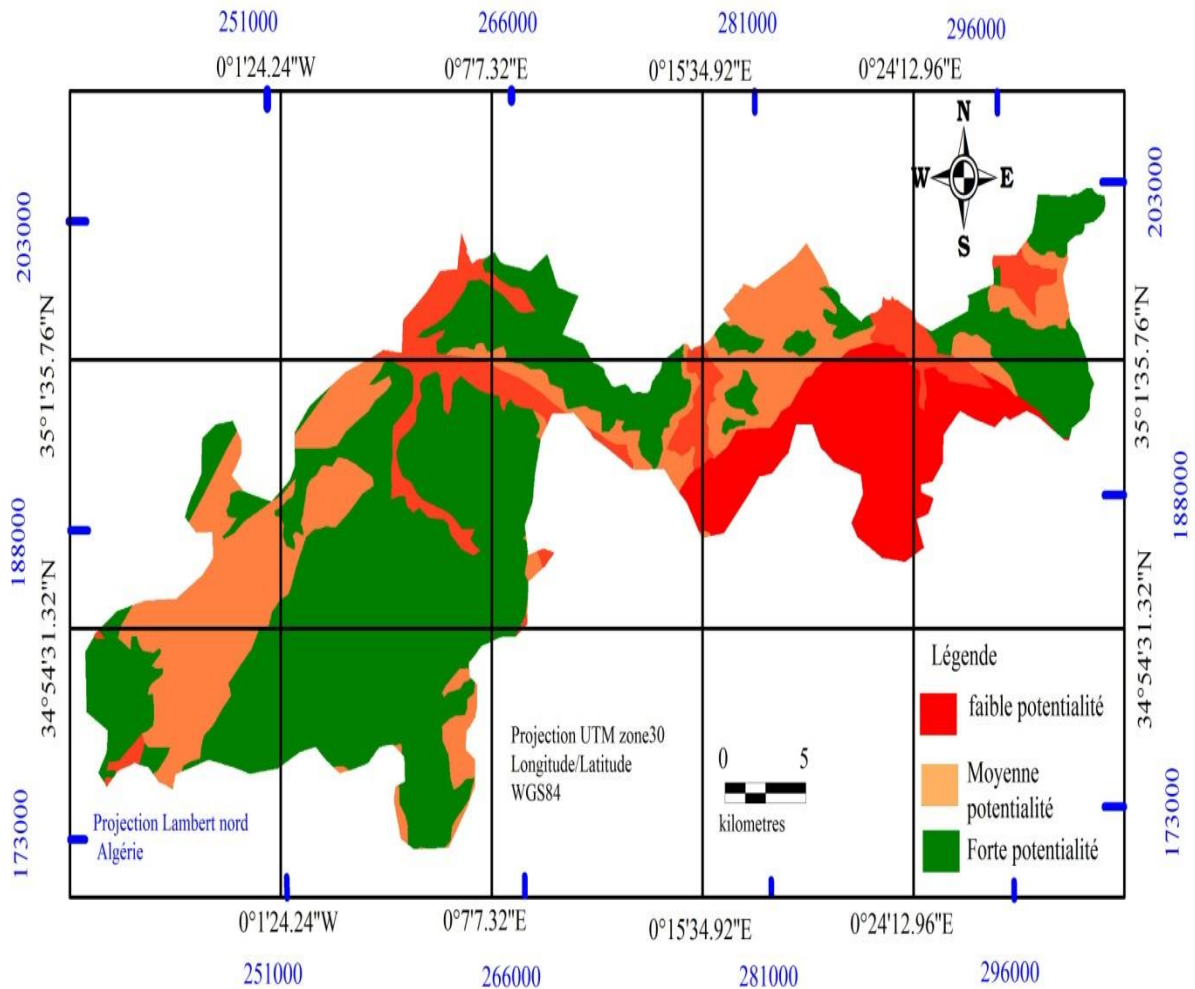 251000 266000 281000 296000
0°1'24.24"W 0°7'7.32"E 0°15'34.92"E 0°24'12.96"E
N
W E
S
203000
203000
35°1'35.76"N
35°1'35.76"N
188000
188000
34°54'31.32"N
34°54'31.32"N
173000
173000
Légende
faible potentialité
Moyenne
potentialité
Forte potentialité
Projection UTM zone30
Longitude/Latitude
WGS84
0 5
kilometres
Projection Lambert nord
Algérie
0°1'24.24"W 0°7'7.32"E 0°15'34.92"E 0°24'12.96"E
251000 266000 281000 296000